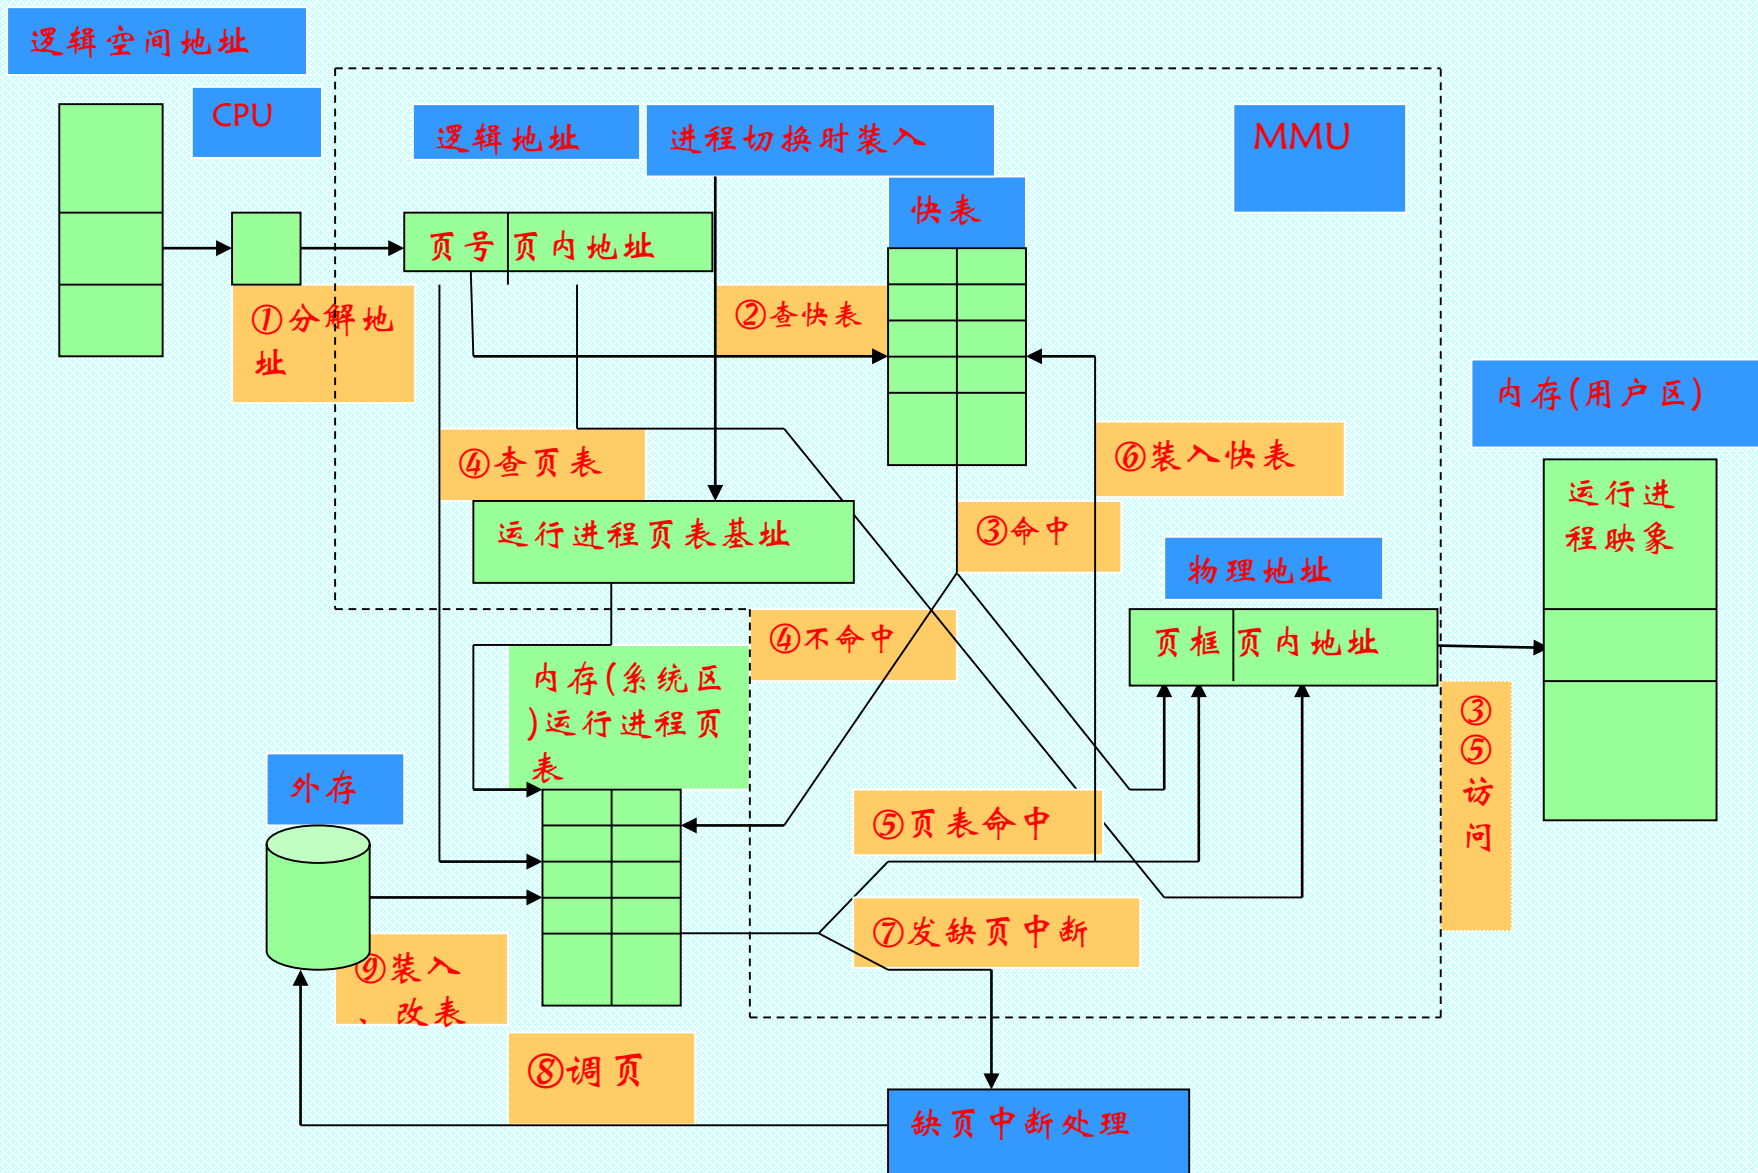 逻辑空间地址
CPU
逻辑地址
进程切换时装入
MMU
快表
页号
页内地址
①分解地
址
②查快表
内存(用户区)
④查页表
⑥装入快表
运行进
程映象
运行进程页表基址
③命中
物理地址
④不命中
页框
页内地址
内存(系统区
)运行进程页
表
③
⑤
访
问
外存
⑤页表命中
⑦发缺页中断
⑨装入
、改表
⑧调页
缺页中断处理